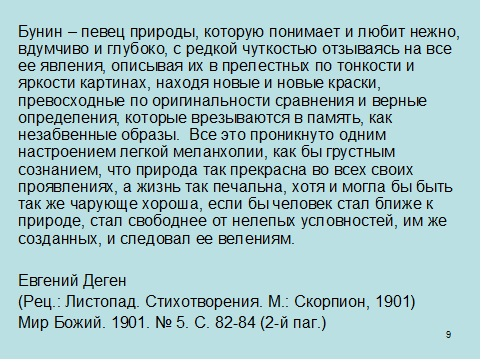 Бунин – певец природы, которую понимает и любит нежно,
вдумчиво и глубоко, с редкой чуткостью отзываясь на все
ее явления, описывая их в прелестных по тонкости и
яркости картинах, находя новые и новые краски,
превосходные по оригинальности сравнения и верные
определения, которые врезываются в память, как
незабвенные образы.  Все это проникнуто одним
настроением легкой меланхолии, как бы грустным
сознанием, что природа так прекрасна во всех своих
проявлениях, а жизнь так печальна, хотя и могла бы быть
так же чарующе хороша, если бы человек стал ближе к
природе, стал свободнее от нелепых условностей, им же
созданных, и следовал ее велениям.
Евгений Деген
(Рец.: Листопад. Стихотворения. М.: Скорпион, 1901)
Мир Божий. 1901. № 5. С. 82-84 (2-й паг.)
9